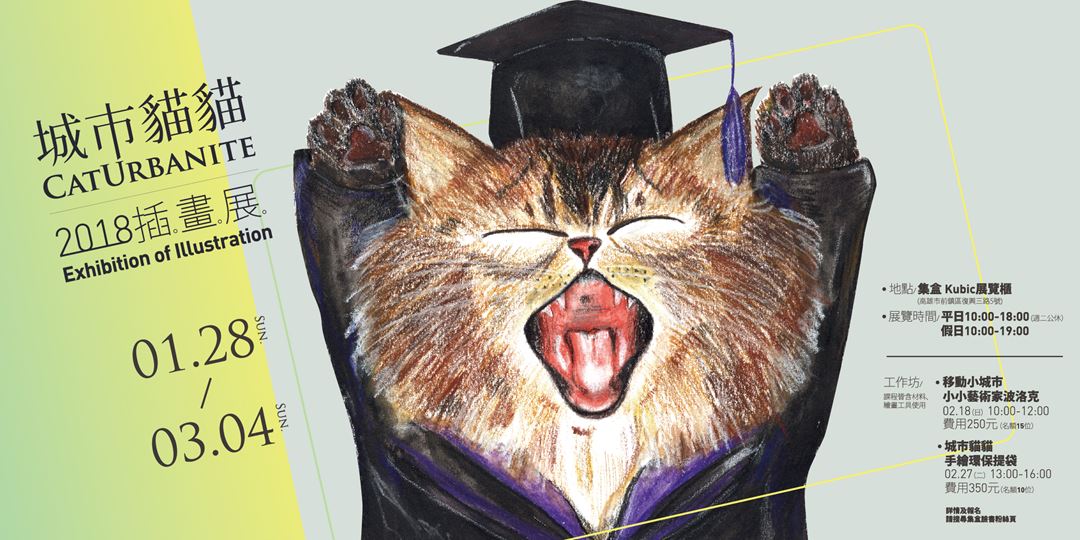 城市貓貓
CATURBANITE
2018插。畫。展。
Exhibition of Illustration
01.28 SUN.
/
03.04 SUN.
• 地點/集盒 Kubic展覽櫃
(高雄市前鎮區復興三路5號)
• 展覽時間/平日10:00-18:00(週二公休)
假日10:00-19:00
工作坊/
課程皆含材料、
繪畫工具使用
• 移動小城市
小小藝術家波洛克
02.18(日) 10:00-12:00
費用250元(名額15位)
• 城市貓貓
手繪環保提袋
02.27(二) 13:00-16:00
費用350元(名額10位)
詳情及報名
請搜尋集盒臉書粉絲頁